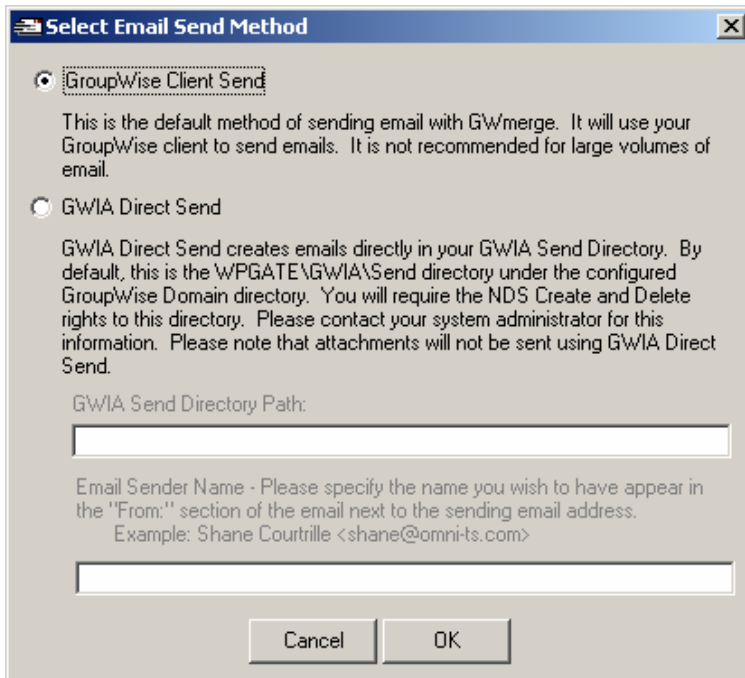 Select Email Send Method
GroupWise Client Send
This is the default method of sending email with GWmerge.  It will use your
GroupWise client to send emails.  It is not recommended for large volumes of
email.
GWIA Direct Send
GWIA Direct Send creates emails directly in your GWIA Send Directory.  By
default, this is the WPGATE\GWIA\Send directory under the configured
GroupWise Domain directory.  You will require the NDS Create and Delete
rights to this directory.  Please contact your system administrator for this
information.  Please note that attachments will not be sent using GWIA Direct
Send.
GWIA Send Directory Path:
Email Sender Name - Please specify the name you wish to have appear in
the "From:" section of the email next to the sending email address.
Example: Shane Courtrille <shane@omni-ts.com>
Cancel OK